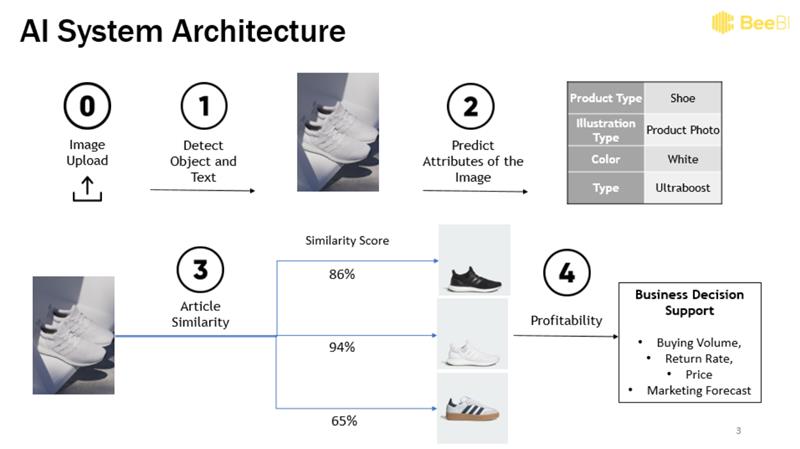 AI System Architecture
BeeBI
0
Image
Upload
1
Detect
Object and
Text
2
Predict
Attributes of the
Image
Product Type Shoe
Illustration
Type Product Photo
Color White
Type Ultraboost
3
Article
Similarity
Similarity Score
86%
94%
65%
4
Profitability
Business Decision
Support
• Buying Volume,
• Return Rate,
• Price
• Marketing Forecast
3